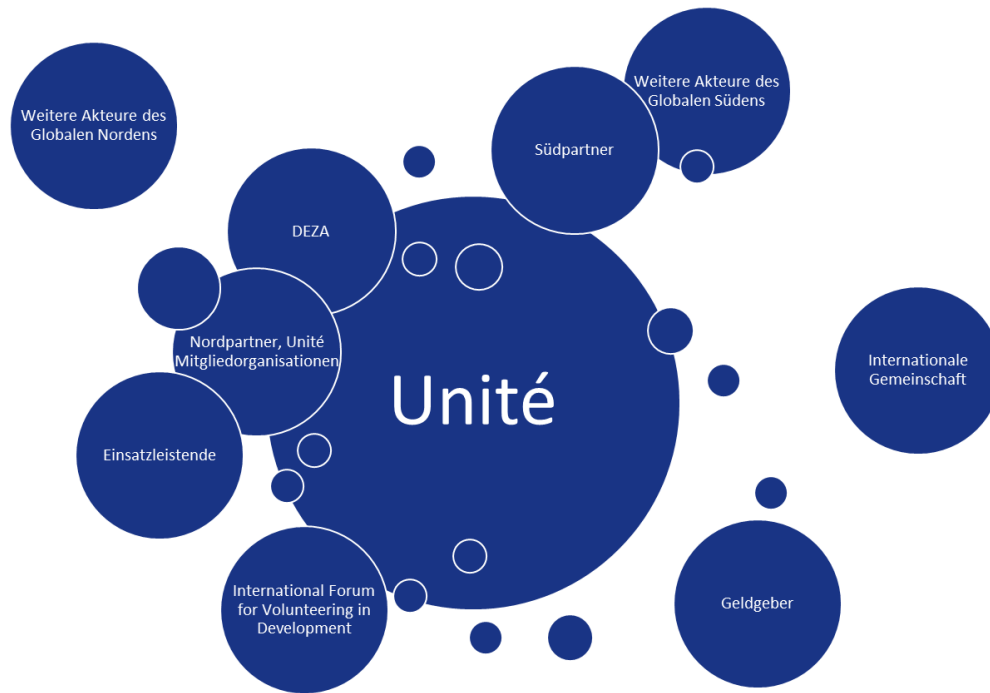 Weitere Akteure des
Globalen Nordens
Weitere Akteure des
Globalen Südens
Südpartner
DEZA
Nordpartner, Unité
Mitgliedorganisationen
Internationale
Gemeinschaft
Unité
Einsatzleistende
International Forum
for Volunteering in
Development
Geldgeber